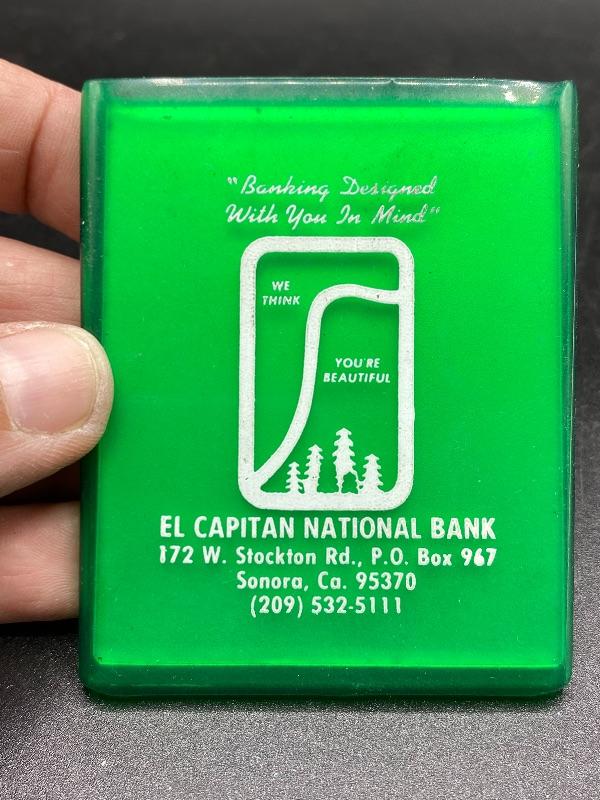 "Banking Designed
With You In Mind"
WE
THINK
YOU'RE
BEAUTIFUL
EL CAPITAN NATIONAL BANK
172 W. Stockton Rd., P.O. Box 967
Sonora, Ca. 95370
(209) 532-5111